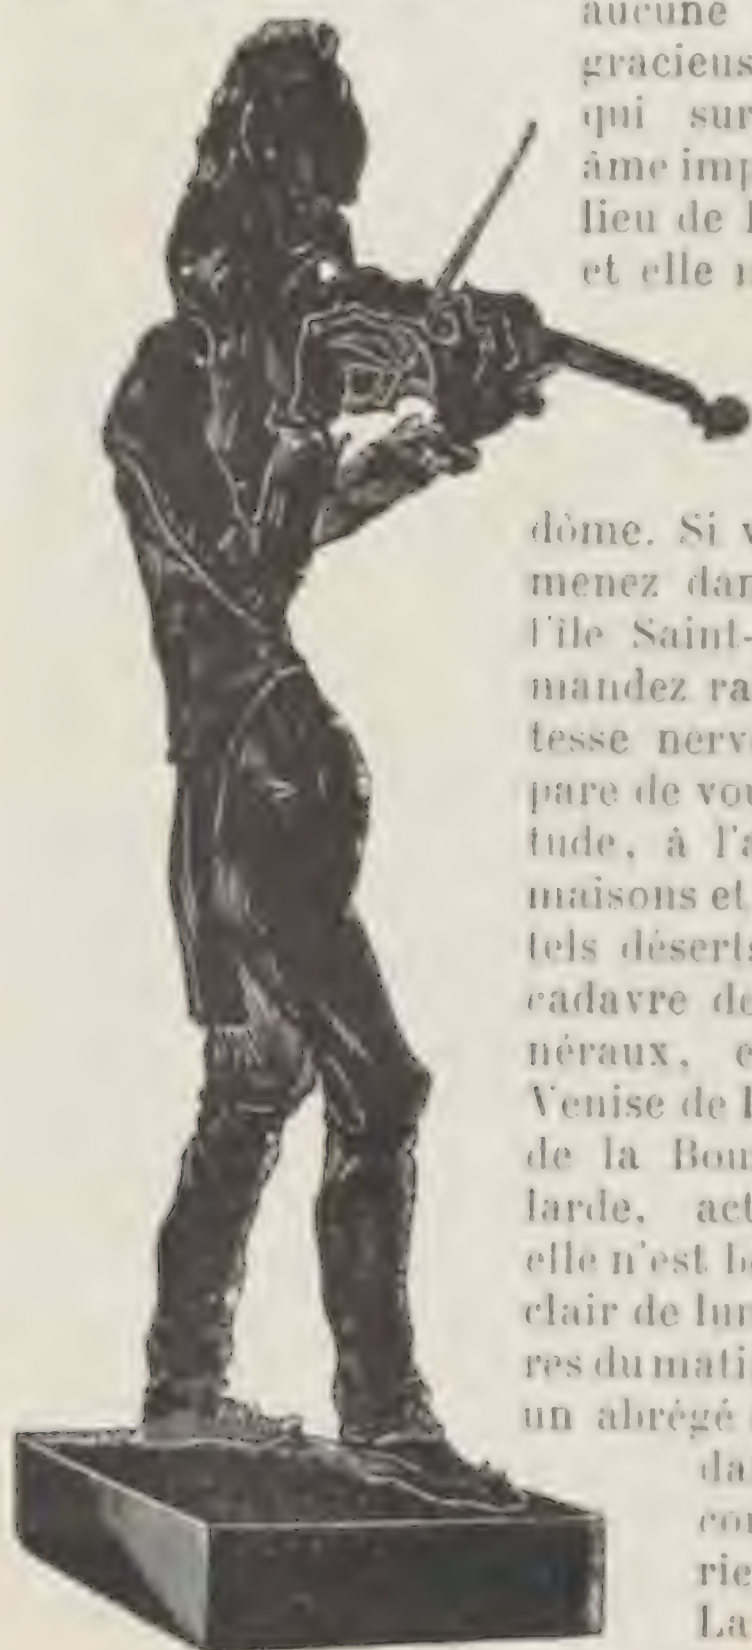 aucune
gracieus
qui sur
âme imp
lieu de l
et elle n
dôme. Si v
menez dan
l'île Saint-
mandez ra
tesse nerv
pare de vou
tude, à l'a
maisons et
tels déserts
cadavre de
néraux, e
Venise de l
de la Bou
larde, act
elle n'est b
clair de lun
res du mati
un abrégé
da
con
rie
La